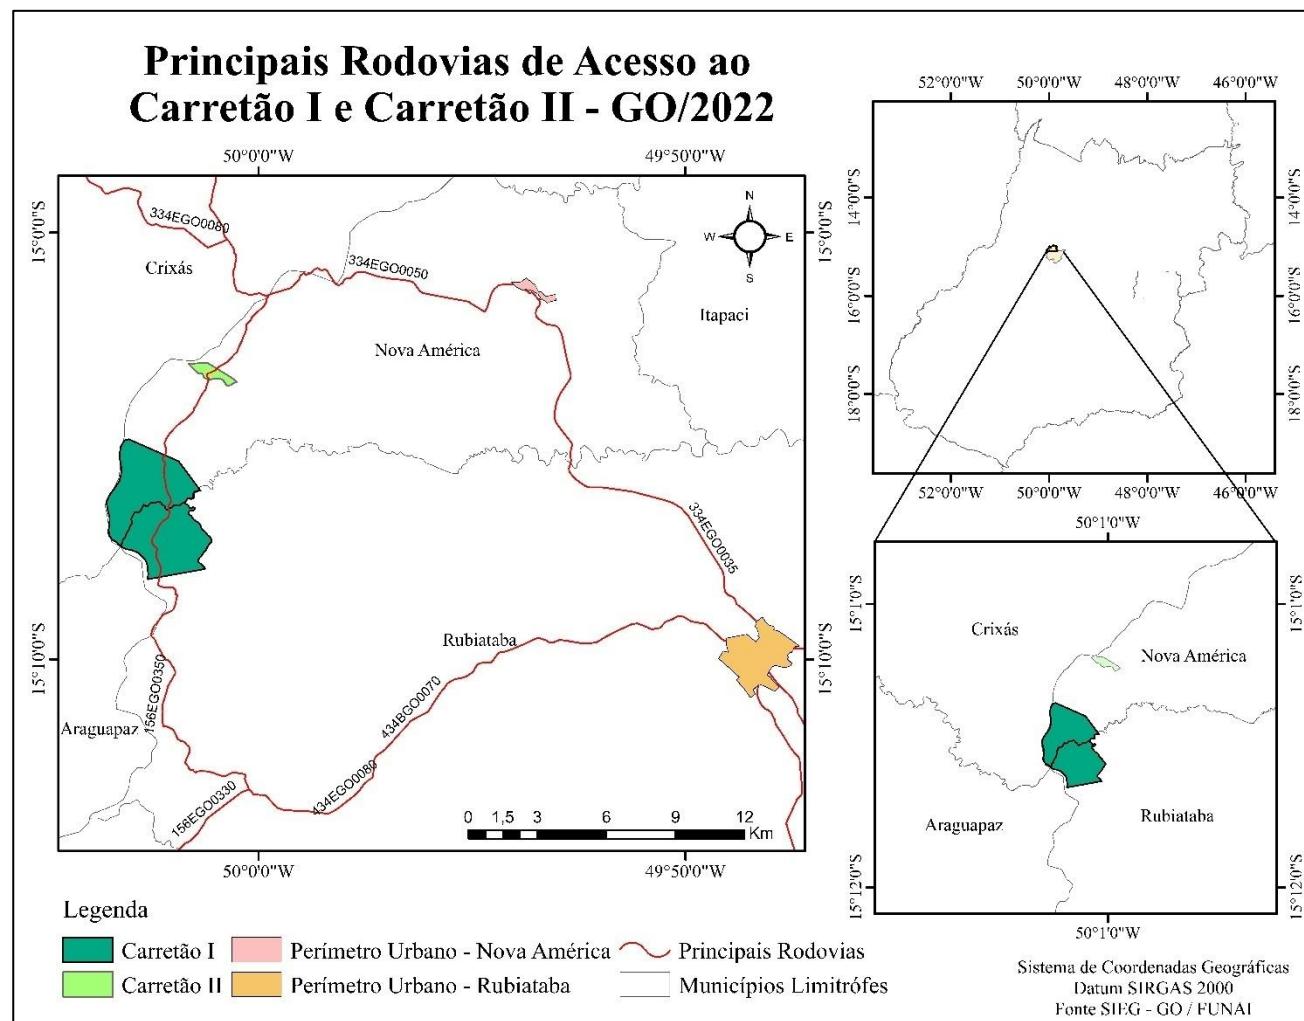 Principais Rodovias de Acesso ao
Carretão I e Carretão II - GO/2022
50°0'0"W
49°50'0"W
15°0'0"S
15°10'0"S
334EGO0080
Crixás
334EGO0050
N
W
E
S
Itapaci
Nova América
334EGO0035
Rubiataba
156EGO0350
434BGO0070
Araguapaz
434EGO0080
156EGO0330
0 1,5 3 6 9 12
Km
15°0'0"S
15°10'0"S
50°0'0"W
49°50'0"W
52°0'0"W
50°0'0"W
48°0'0"W
46°0'0"W
14°0'0"S
16°0'0"S
18°0'0"S
14°0'0"S
16°0'0"S
18°0'0"S
52°0'0"W
50°0'0"W
48°0'0"W
46°0'0"W
50°1'0"W
15°1'0"S
15°12'0"S
Crixás
Nova América
Araguapaz
Rubiataba
15°1'0"S
15°12'0"S
50°1'0"W
Legenda
Carretão I
Perímetro Urbano - Nova América
Principais Rodovias
Carretão II
Perímetro Urbano - Rubiataba
Municípios Limitrófes
Sistema de Coordenadas Geográficas
Datum SIRGAS 2000
Fonte SIEG - GO / FUNAI